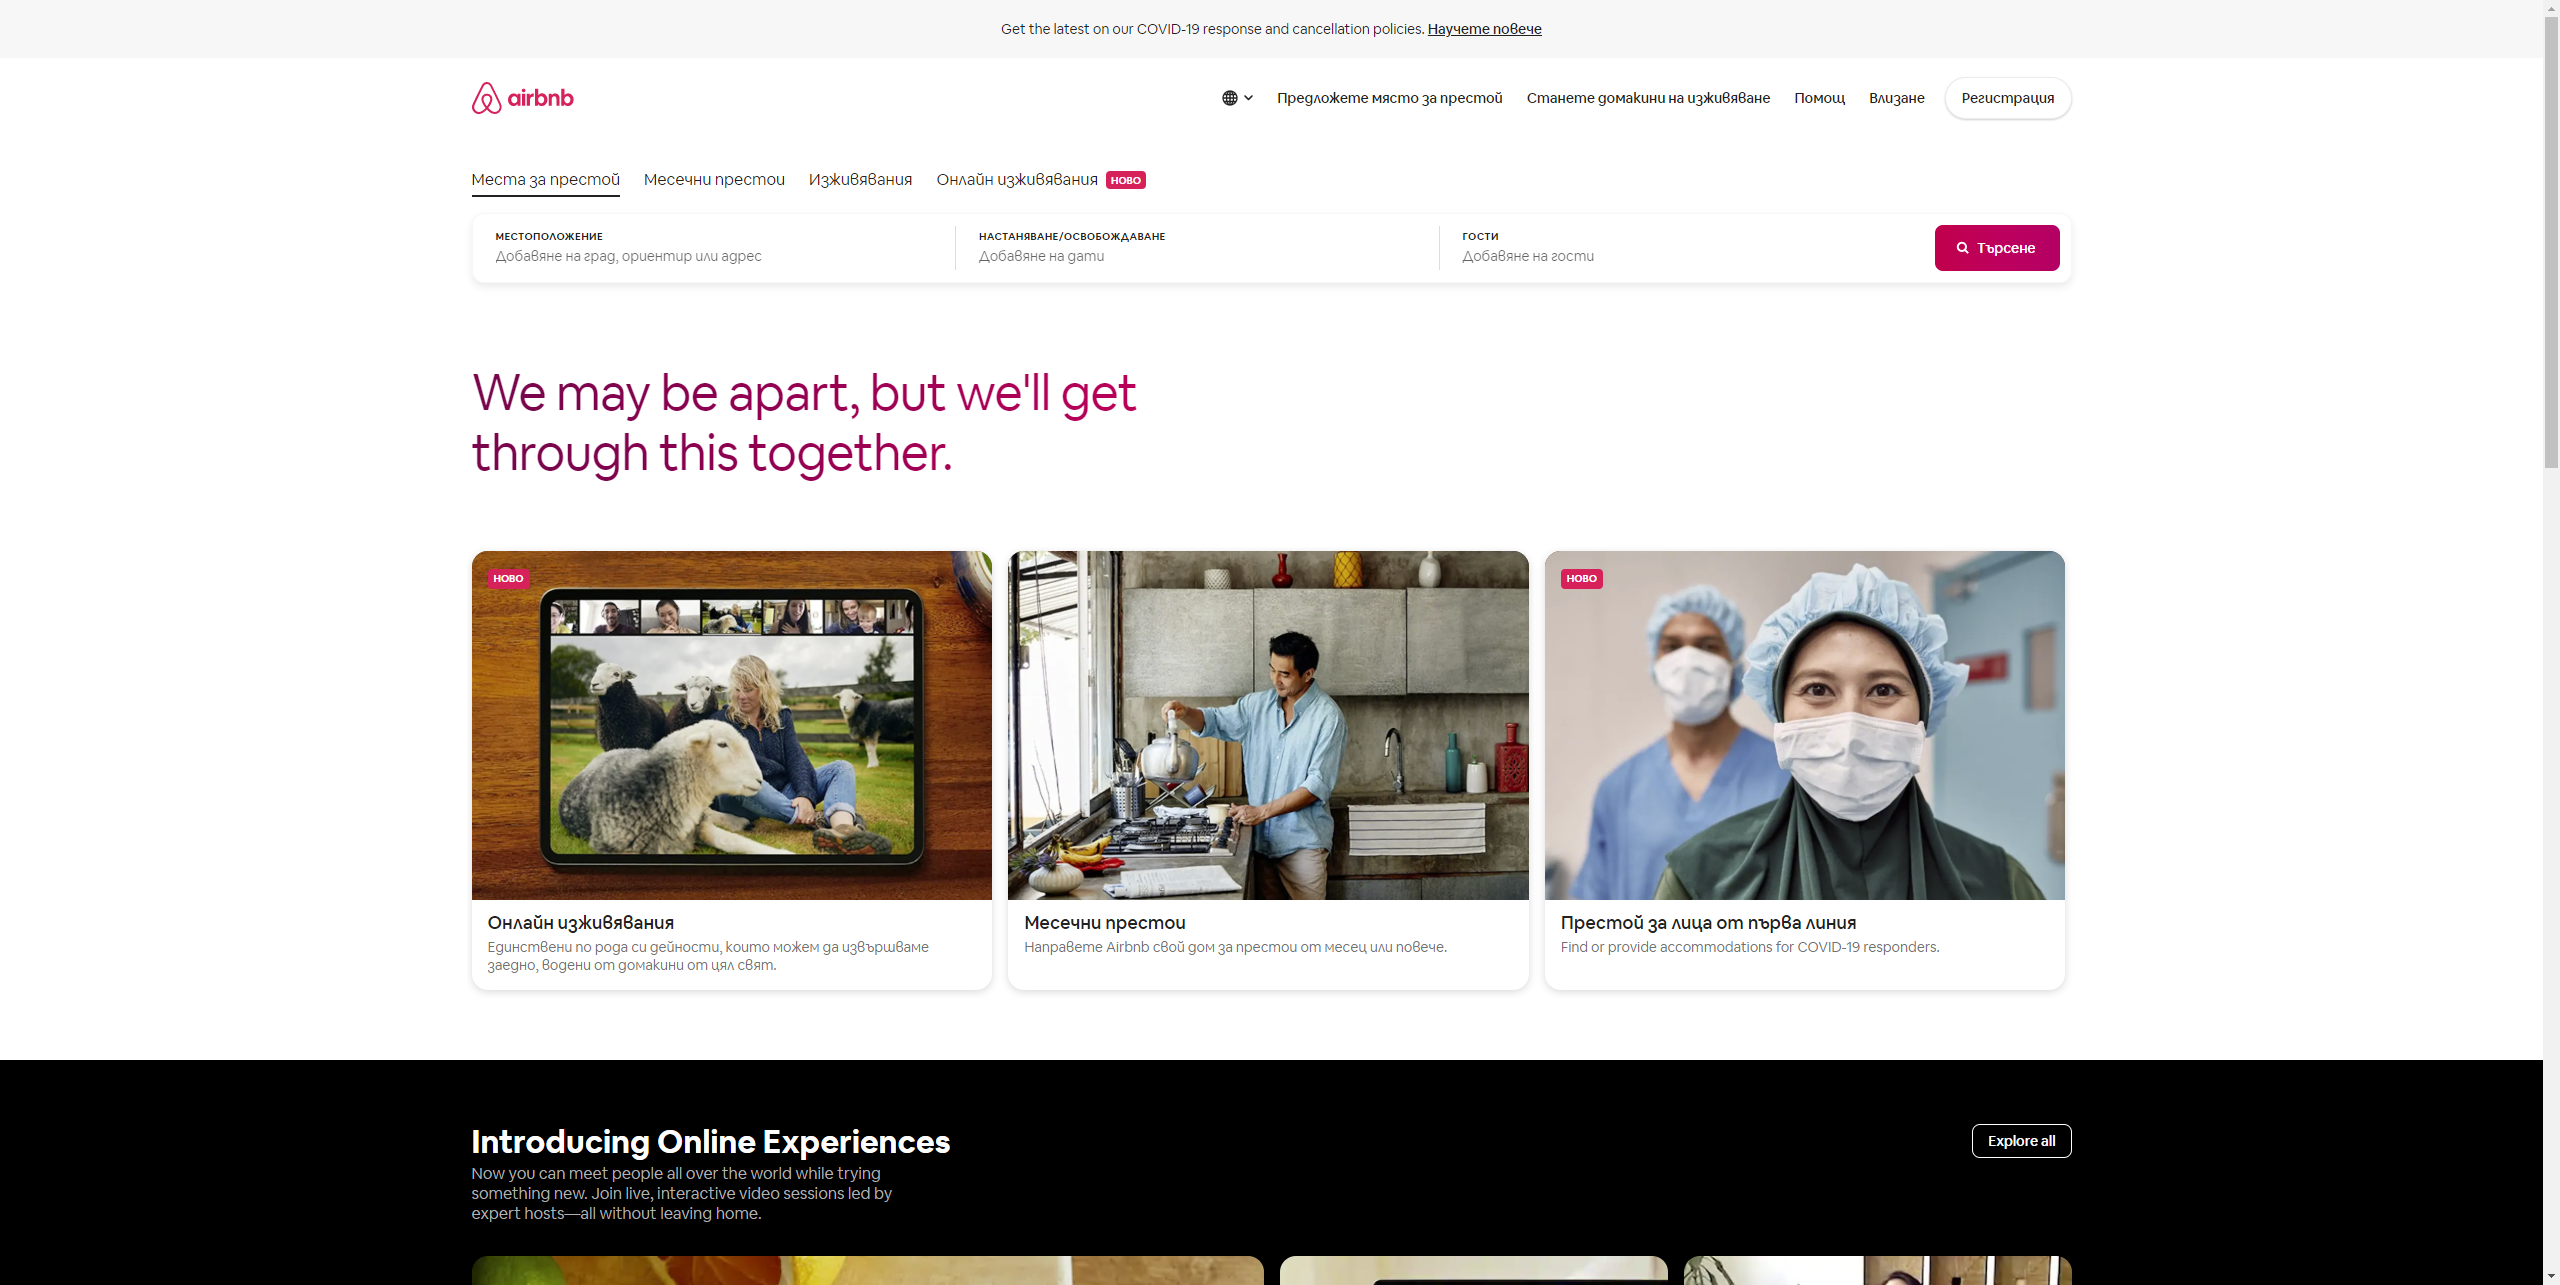 Get the latest on our COVID-19 response and cancellation policies. Научете повече
airbnb
Предложете място за престой
Станете домакини на изживяване
Помощ
Влизане
Регистрация
Места за престой
Месечни престои
Изживявания
Онлайн изживявания
НОВО
МЕСТОПОЛОЖЕНИЕ
Добавяне на град, ориентир или адрес
НАСТАНЯВАНЕ/ОСВОБОЖДАВАНЕ
Добавяне на дати
ГОСТИ
Добавяне на гости
Търсене
We may be apart, but we'll get
through this together.
НОВО
Онлайн изживявания
Единствени по рода си дейности, които можем да извършваме
заедно, водени от домакини от цял свят.
Месечни престои
Направете Airbnb свой дом за престои от месец или повече.
НОВО
Престой за лица от първа линия
Find or provide accommodations for COVID-19 responders.
Introducing Online Experiences
Explore all
Now you can meet people all over the world while trying
something new. Join live, interactive video sessions led by
expert hosts—all without leaving home.